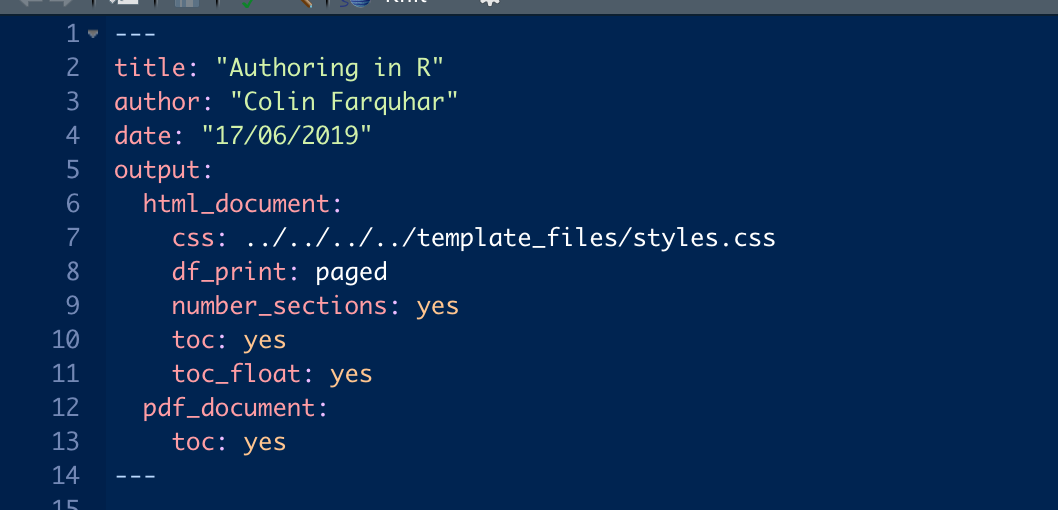 Knit
1 ---
2 title: "Authoring in R"
3 author: "Colin Farquhar"
4 date: "17/06/2019"
5 output:
6   html_document:
7     css: ../../../../template_files/styles.css
8     df_print: paged
9     number_sections: yes
10     toc: yes
11     toc_float: yes
12   pdf_document:
13     toc: yes
14 ---
15